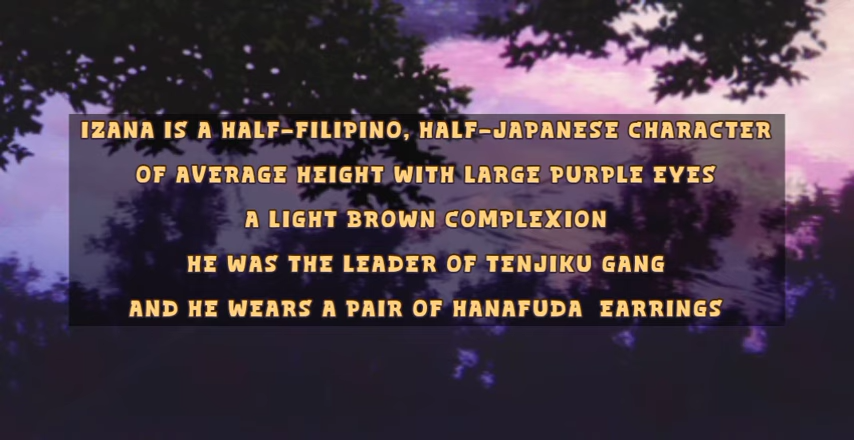 IZANA IS A HALF-FILIPINO, HALF-JAPANESE CHARACTER
OF AVERAGE HEIGHT WITH LARGE PURPLE EYES
A LIGHT BROWN COMPLEXION
HE WAS THE LEADER OF TENJIKU GANG
AND HE WEARS A PAIR OF HANAFUDA  EARRINGS